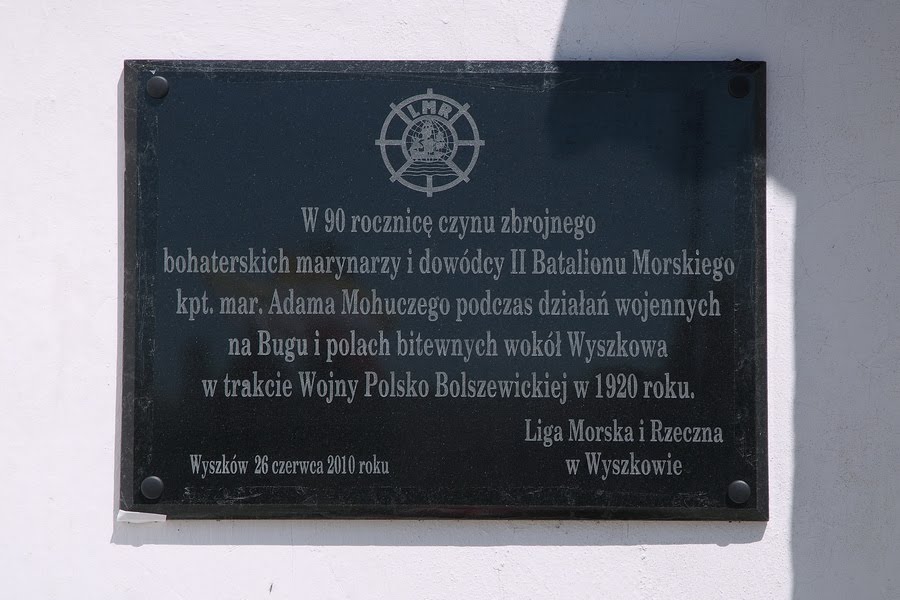 LMR
W 90 rocznicę czynu zbrojnego
bohaterskich marynarzy i dowódcy II Batalionu Morskiego
kpt. mar. Adama Mohuczego podczas działań wojennych
na Bugu i polach bitewnych wokół Wyszkowa
w trakcie Wojny Polsko Bolszewickiej w 1920 roku.
Liga Morska i Rzeczna
w Wyszkowie
Wyszków 26 czerwca 2010 roku